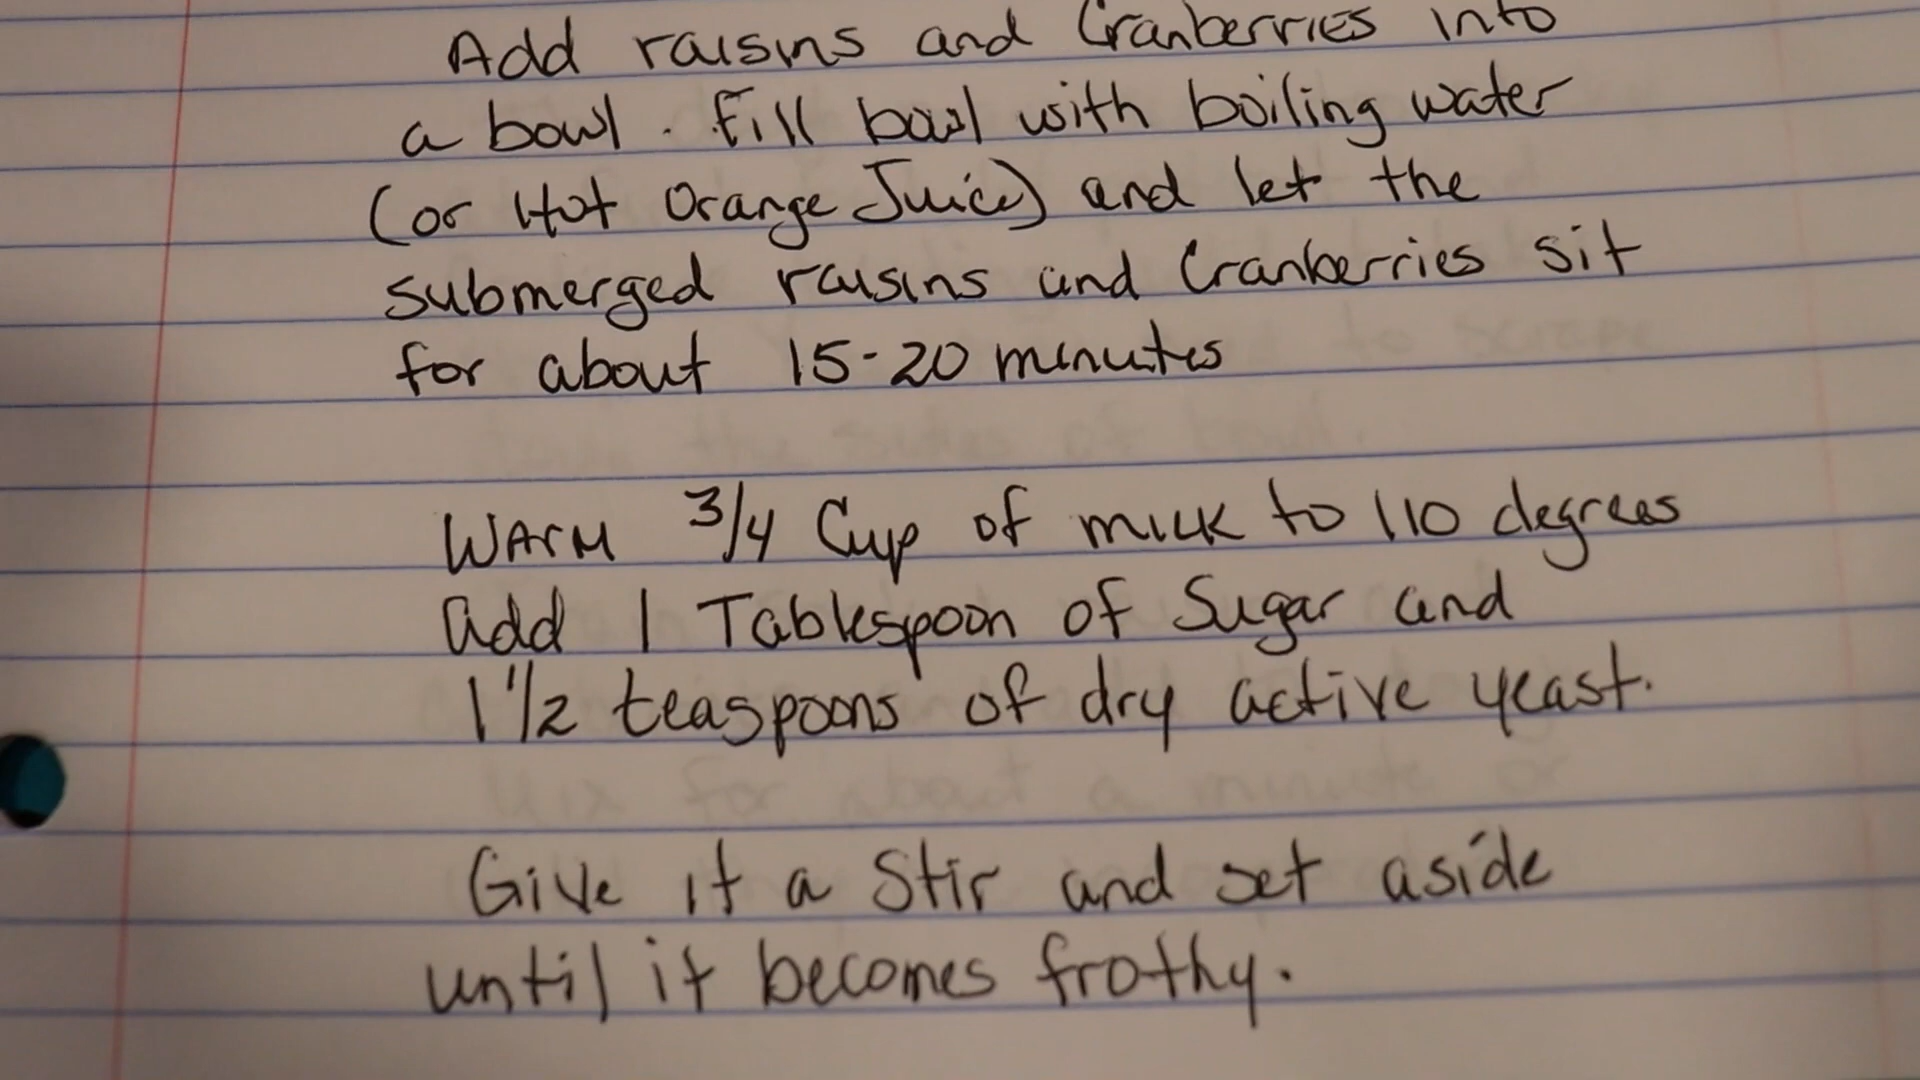 Add raisins and Cranberries into
a bowl. Fill bowl with boiling water
(or Hot Orange Juice) and let the
submerged raisins and Cranberries sit
for about 15-20 minutes
WARM 3/4 Cup of milk to 110 degrees
add 1 Tablespoon of Sugar and
1 1/2 teaspoons of dry active yeast.
Give it a Stir and set aside
until it becomes frothy.